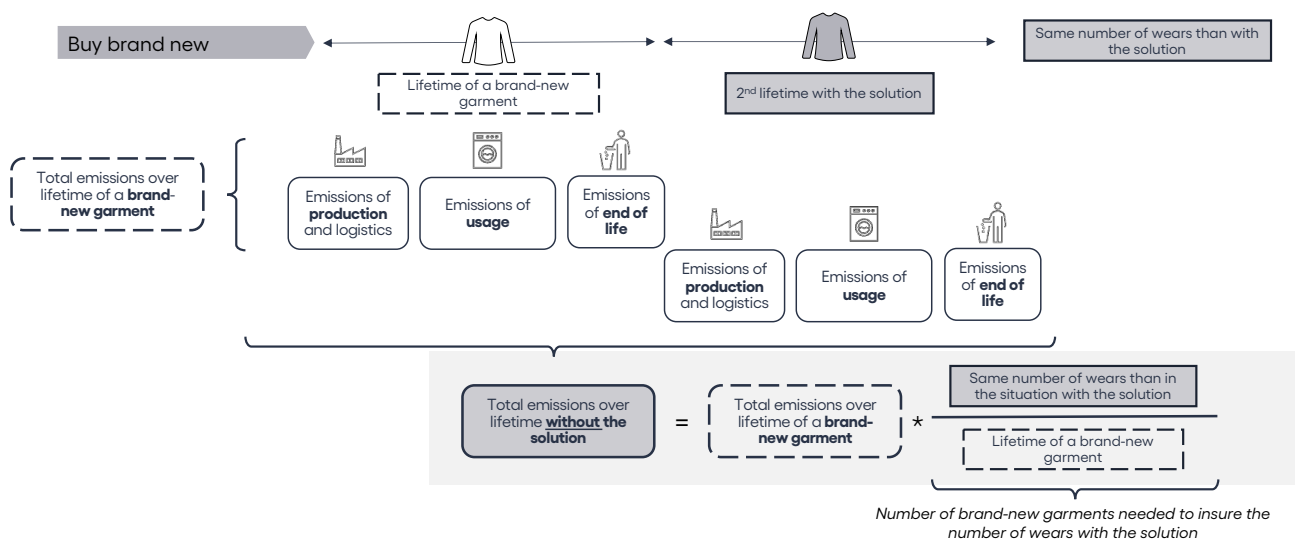 Buy brand new
Same number of wears than with
the solution
Lifetime of a brand-new
garment
2nd lifetime with the solution
Total emissions over
lifetime of a brand-
new garment
Emissions of
production
and logistics
Emissions of
usage
Emissions
of end of
life
Emissions of
production
and logistics
Emissions of
usage
Emissions
of end of
life
Total emissions over
lifetime without the
solution
=
Total emissions over
lifetime of a brand-
new garment
*
Same number of wears than in
the situation with the solution
Lifetime of a brand-new
garment
Number of brand-new garments needed to insure the
number of wears with the solution